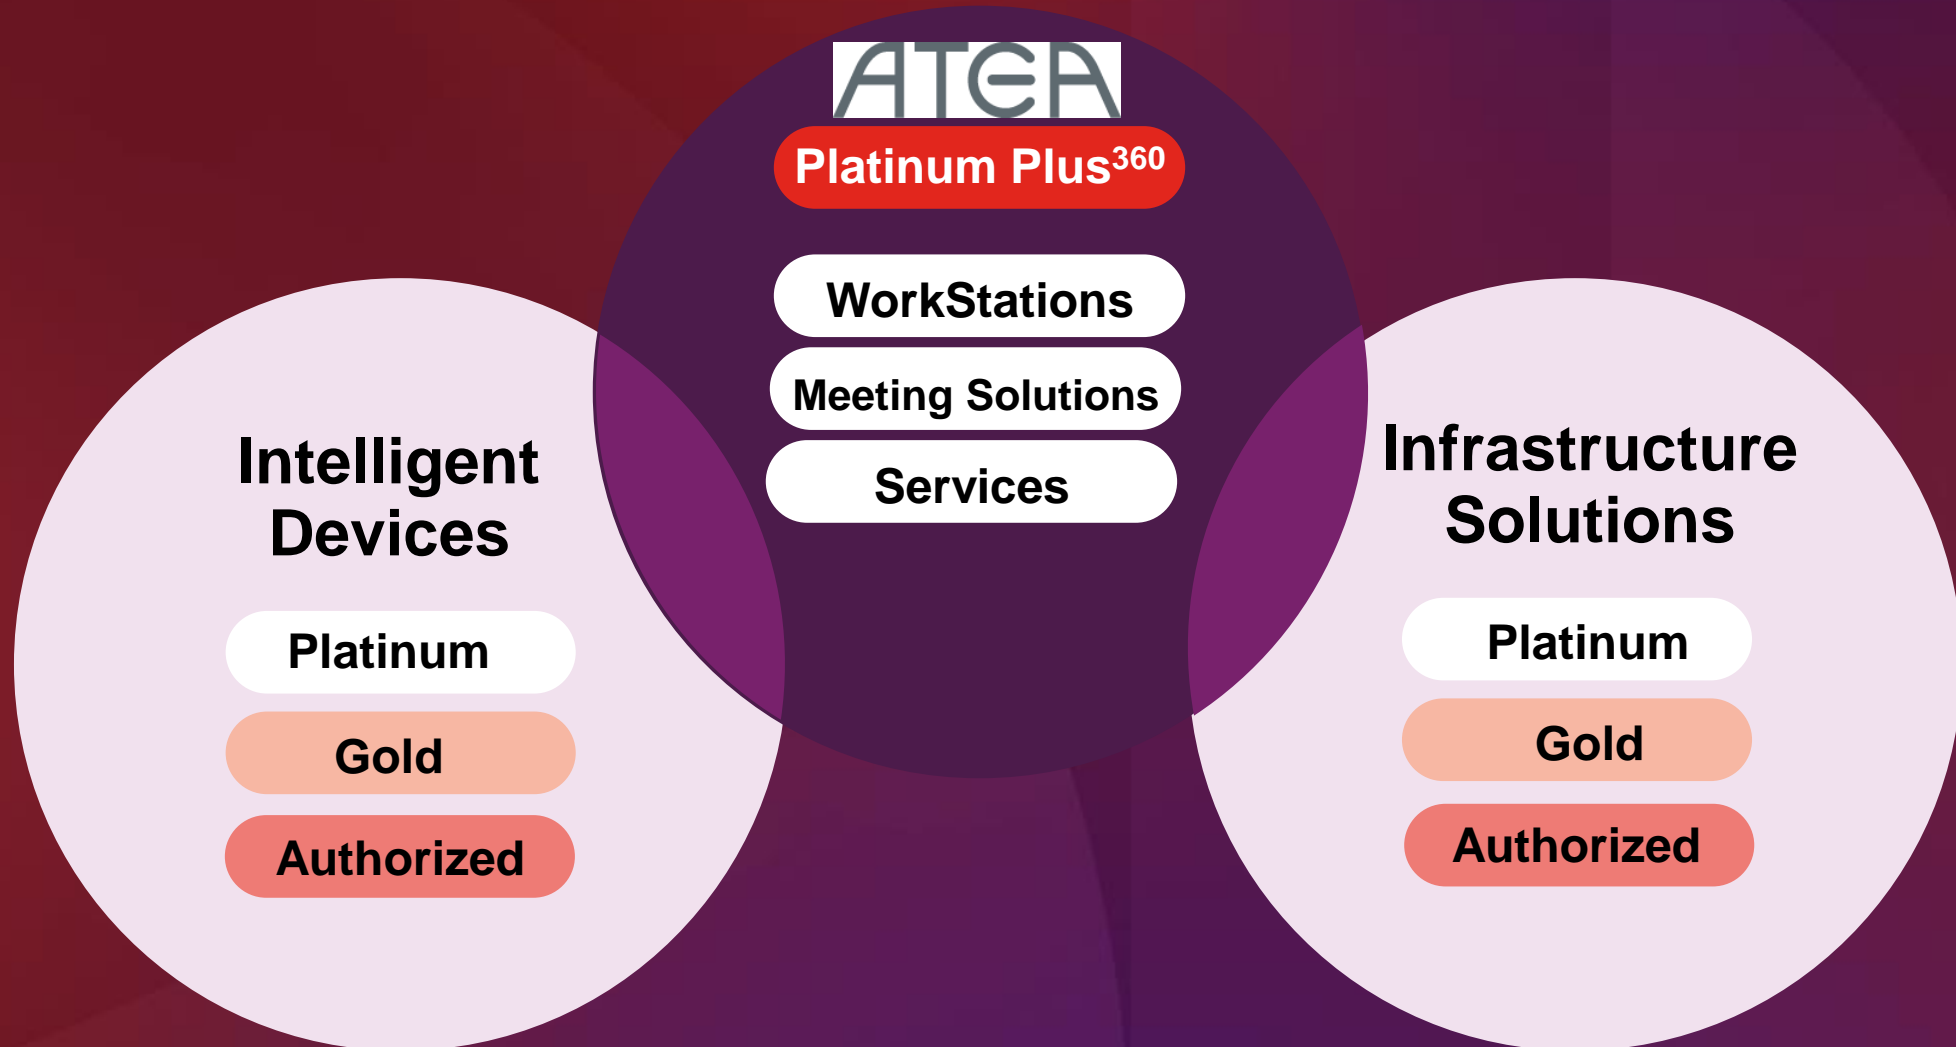 ATEA
Platinum Plus³⁶⁰
WorkStations
Meeting Solutions
Services
Intelligent
Devices
Platinum
Gold
Authorized
Infrastructure
Solutions
Platinum
Gold
Authorized